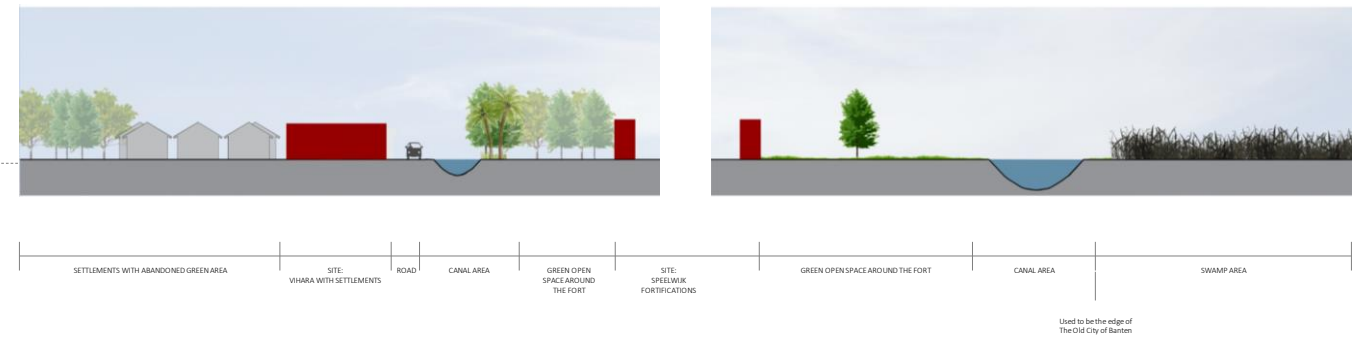 SETTLEMENTS WITH ABANDONED GREEN AREA
SITE:
VIHARA WITH SETTLEMENTS
ROAD
CANAL AREA
GREEN OPEN
SPACE AROUND
THE FORT
SITE:
SPEELWIJK
FORTIFICATIONS
GREEN OPEN SPACE AROUND THE FORT
CANAL AREA
SWAMP AREA
Used to be the edge of
The Old City of Banten